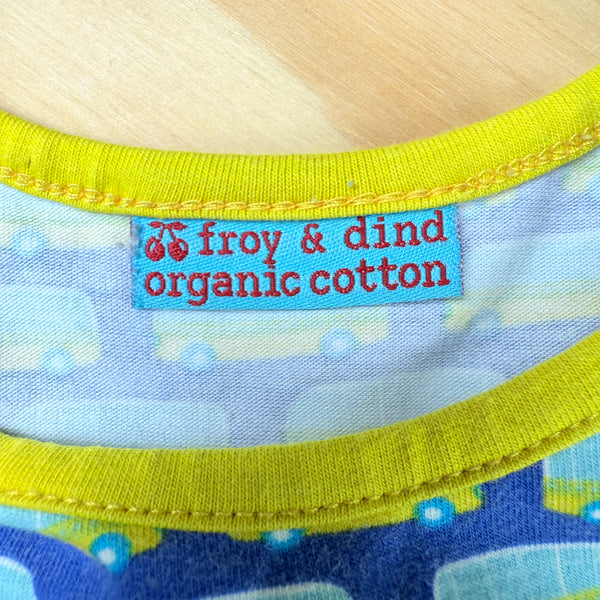 froy & dind
organic cotton